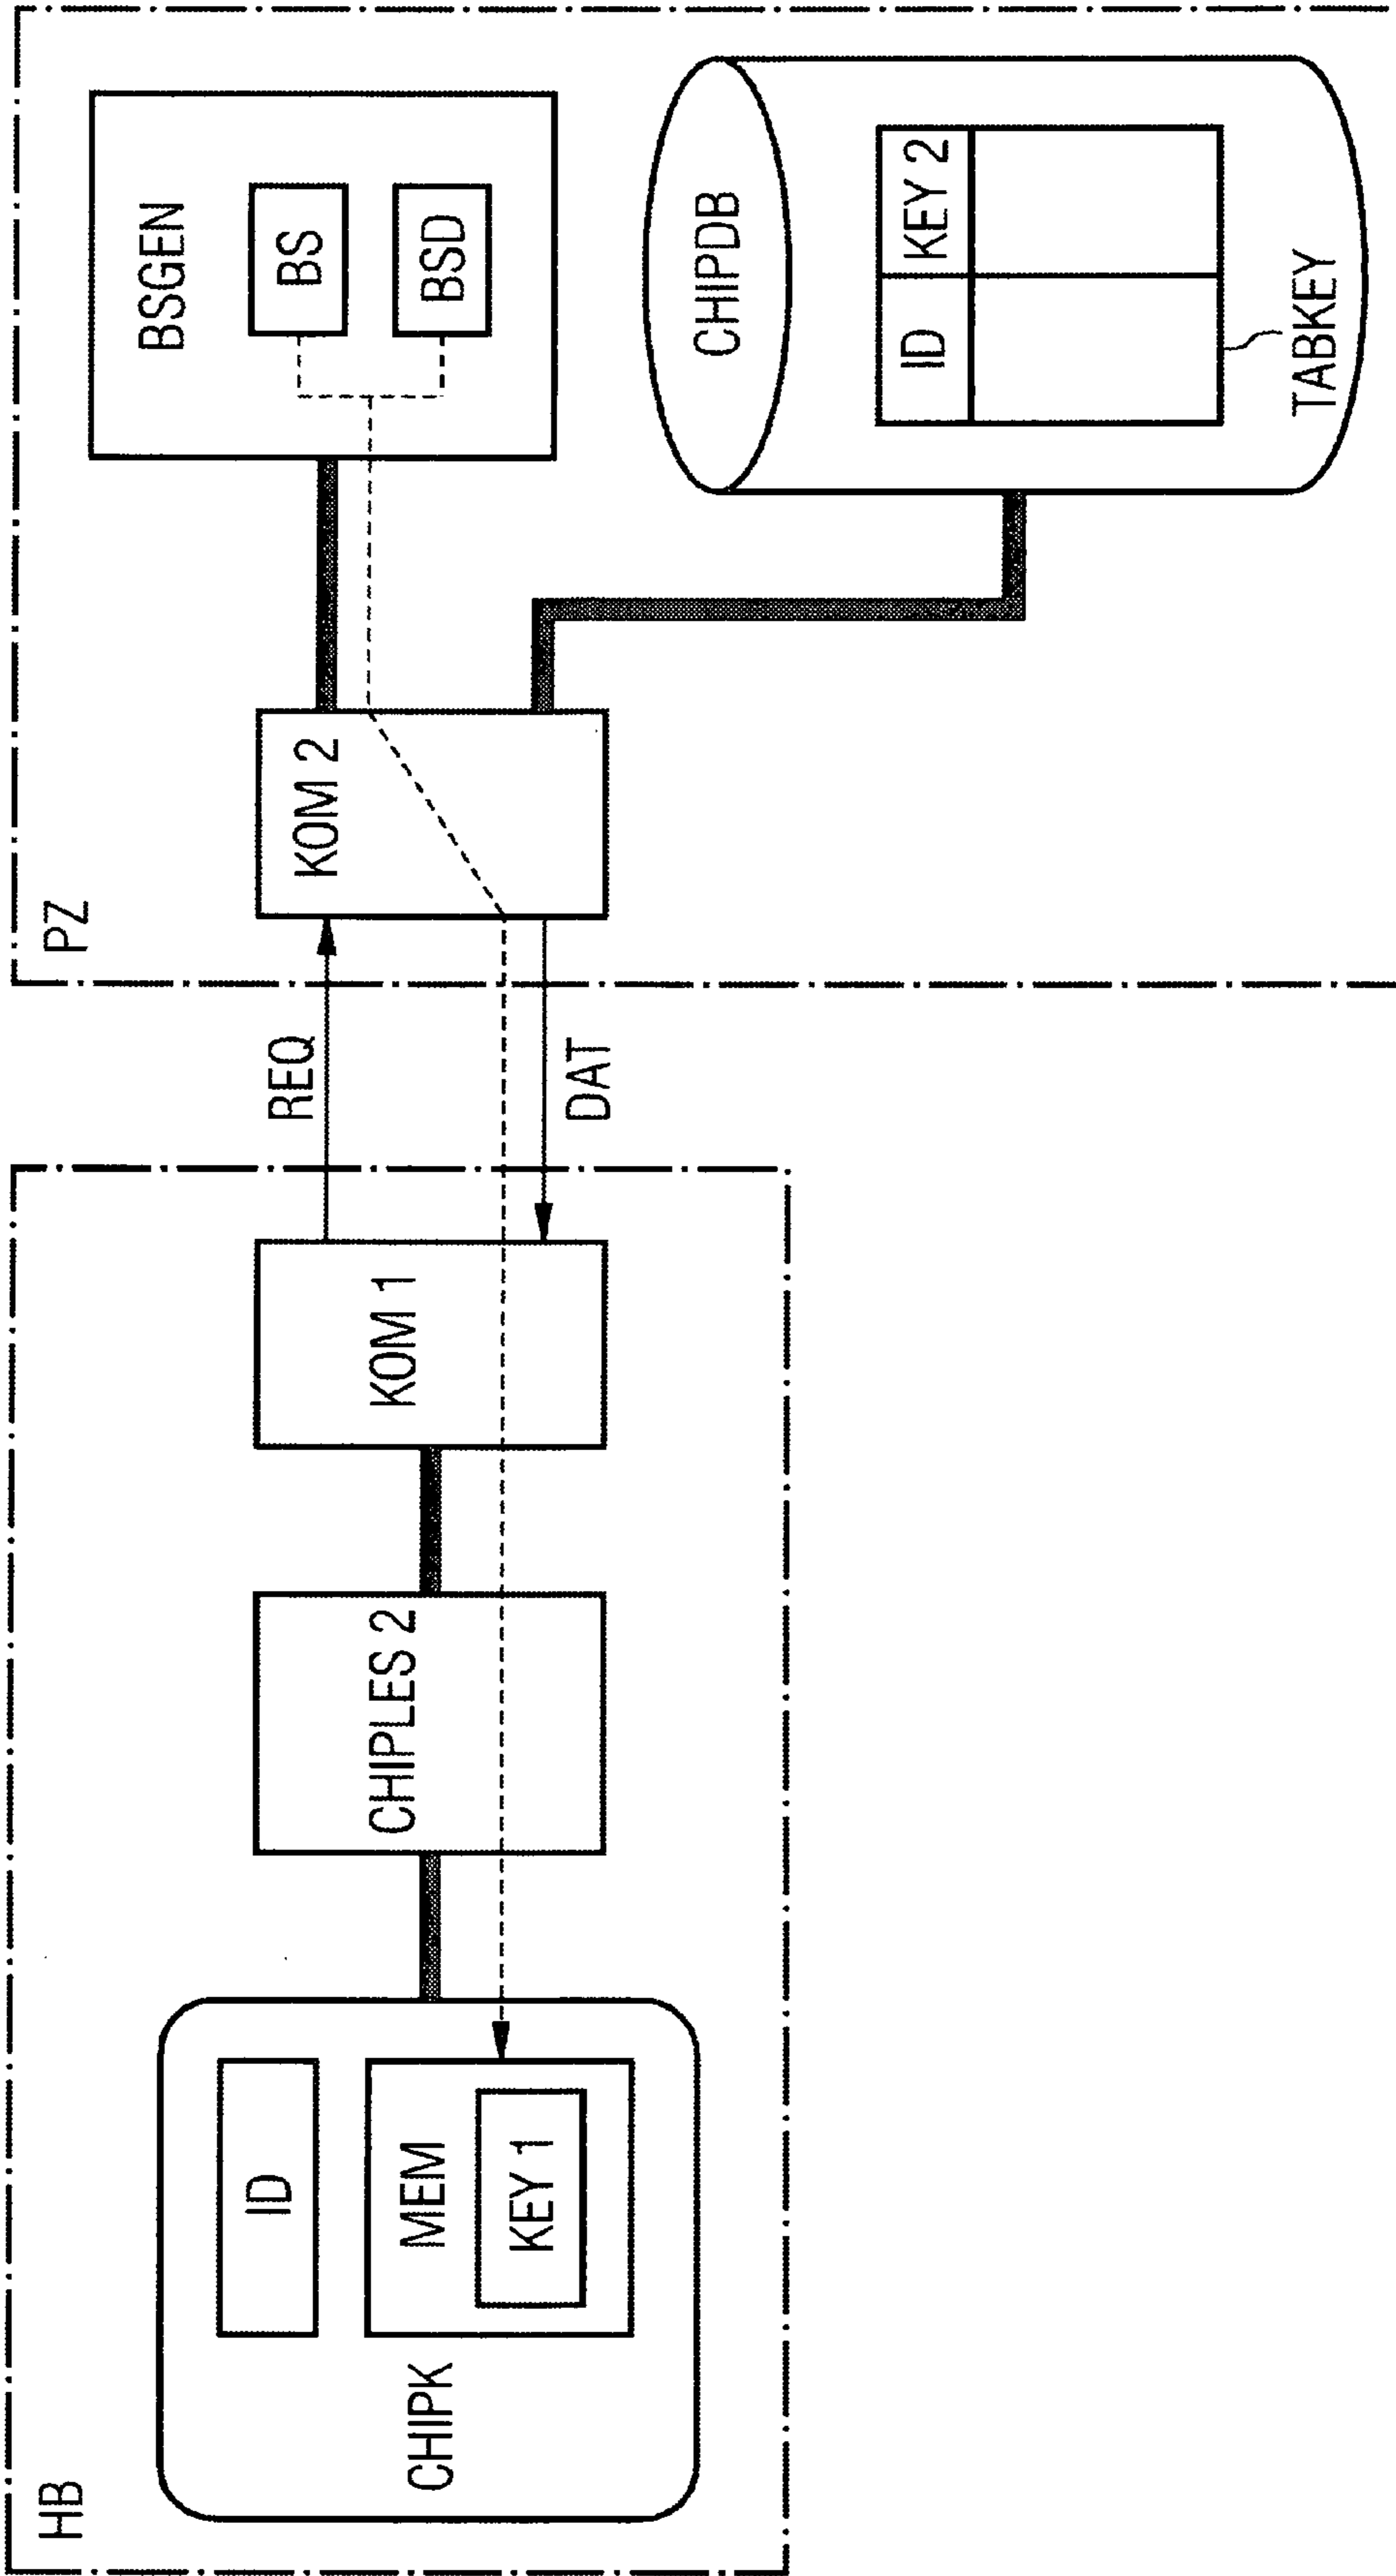 HB
CHIPK
ID
MEM
KEY 1
CHIPLES 2
KOM 1
REQ
DAT
PZ
KOM 2
BSGEN
BS
BSD
CHIPDB
ID KEY 2
TABKEY